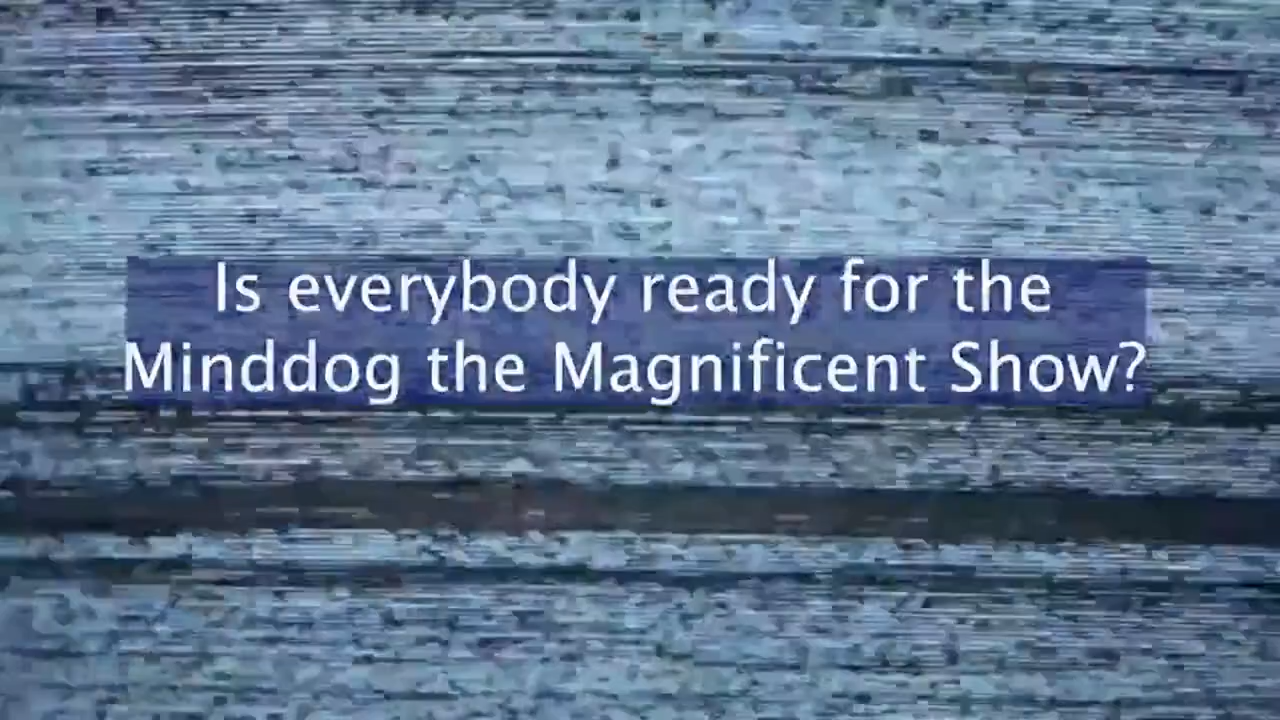 Is everybody ready for the
Minddog the Magnificent Show?